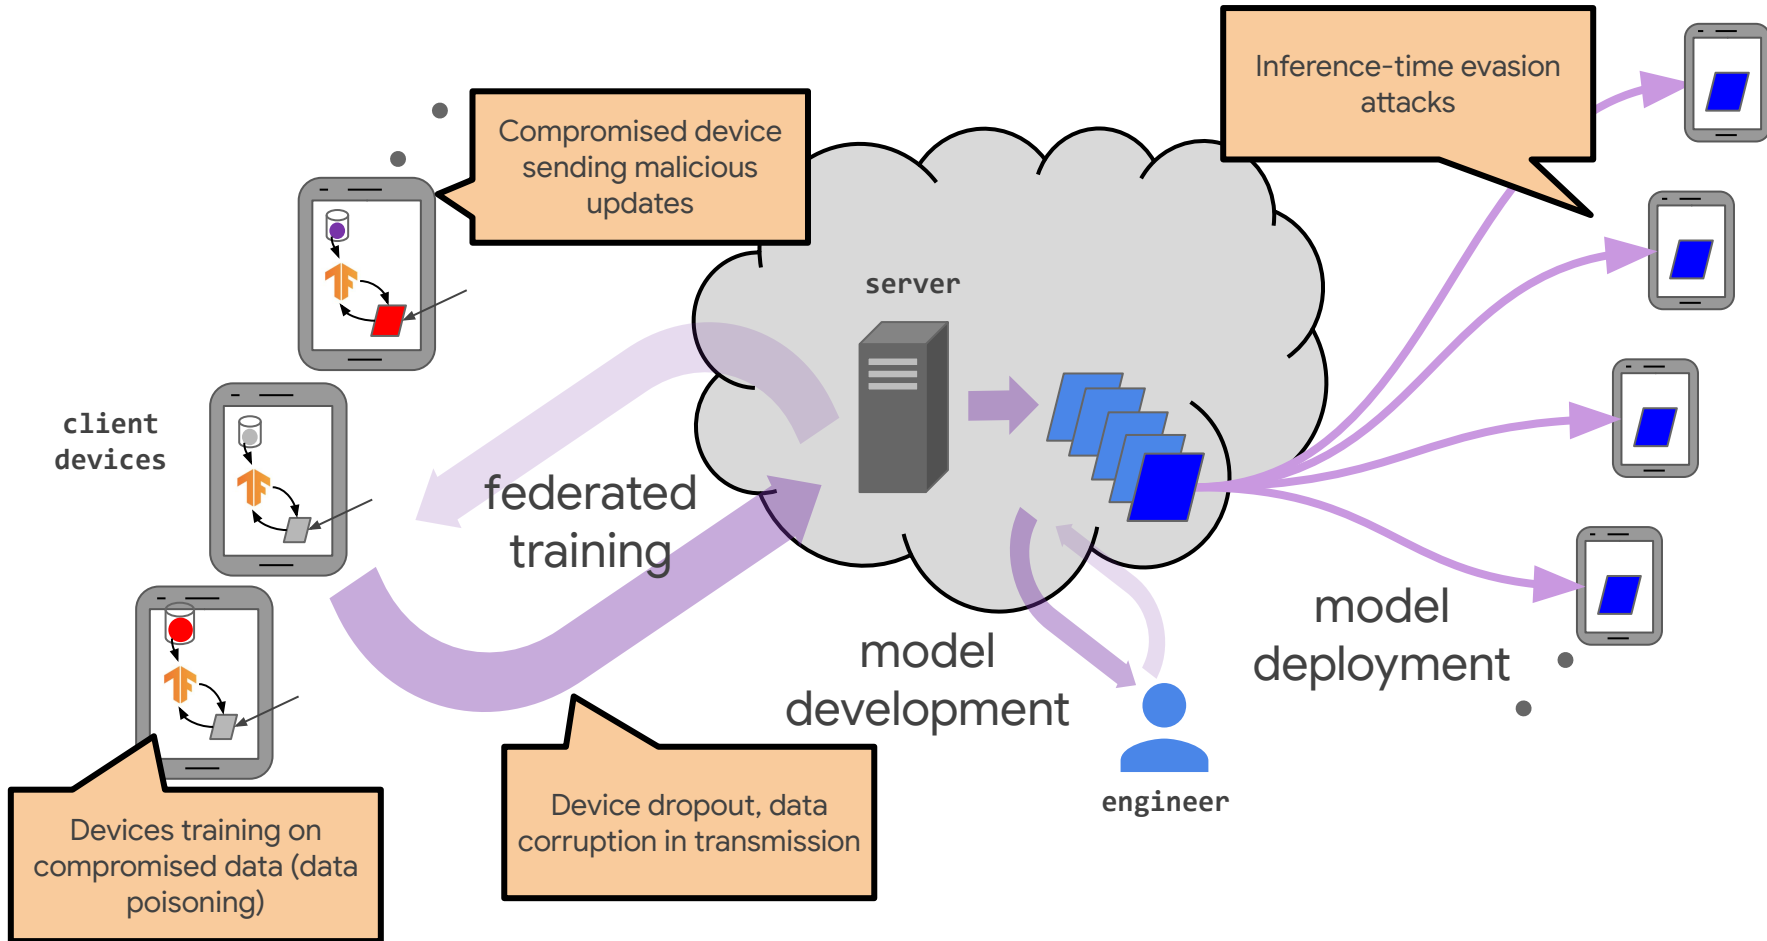 Compromised device
sending malicious
updates
Inference-time evasion
attacks
server
client
devices
federated
training
model
development
model
deployment
engineer
Devices training on
compromised data (data
poisoning)
Device dropout, data
corruption in transmission